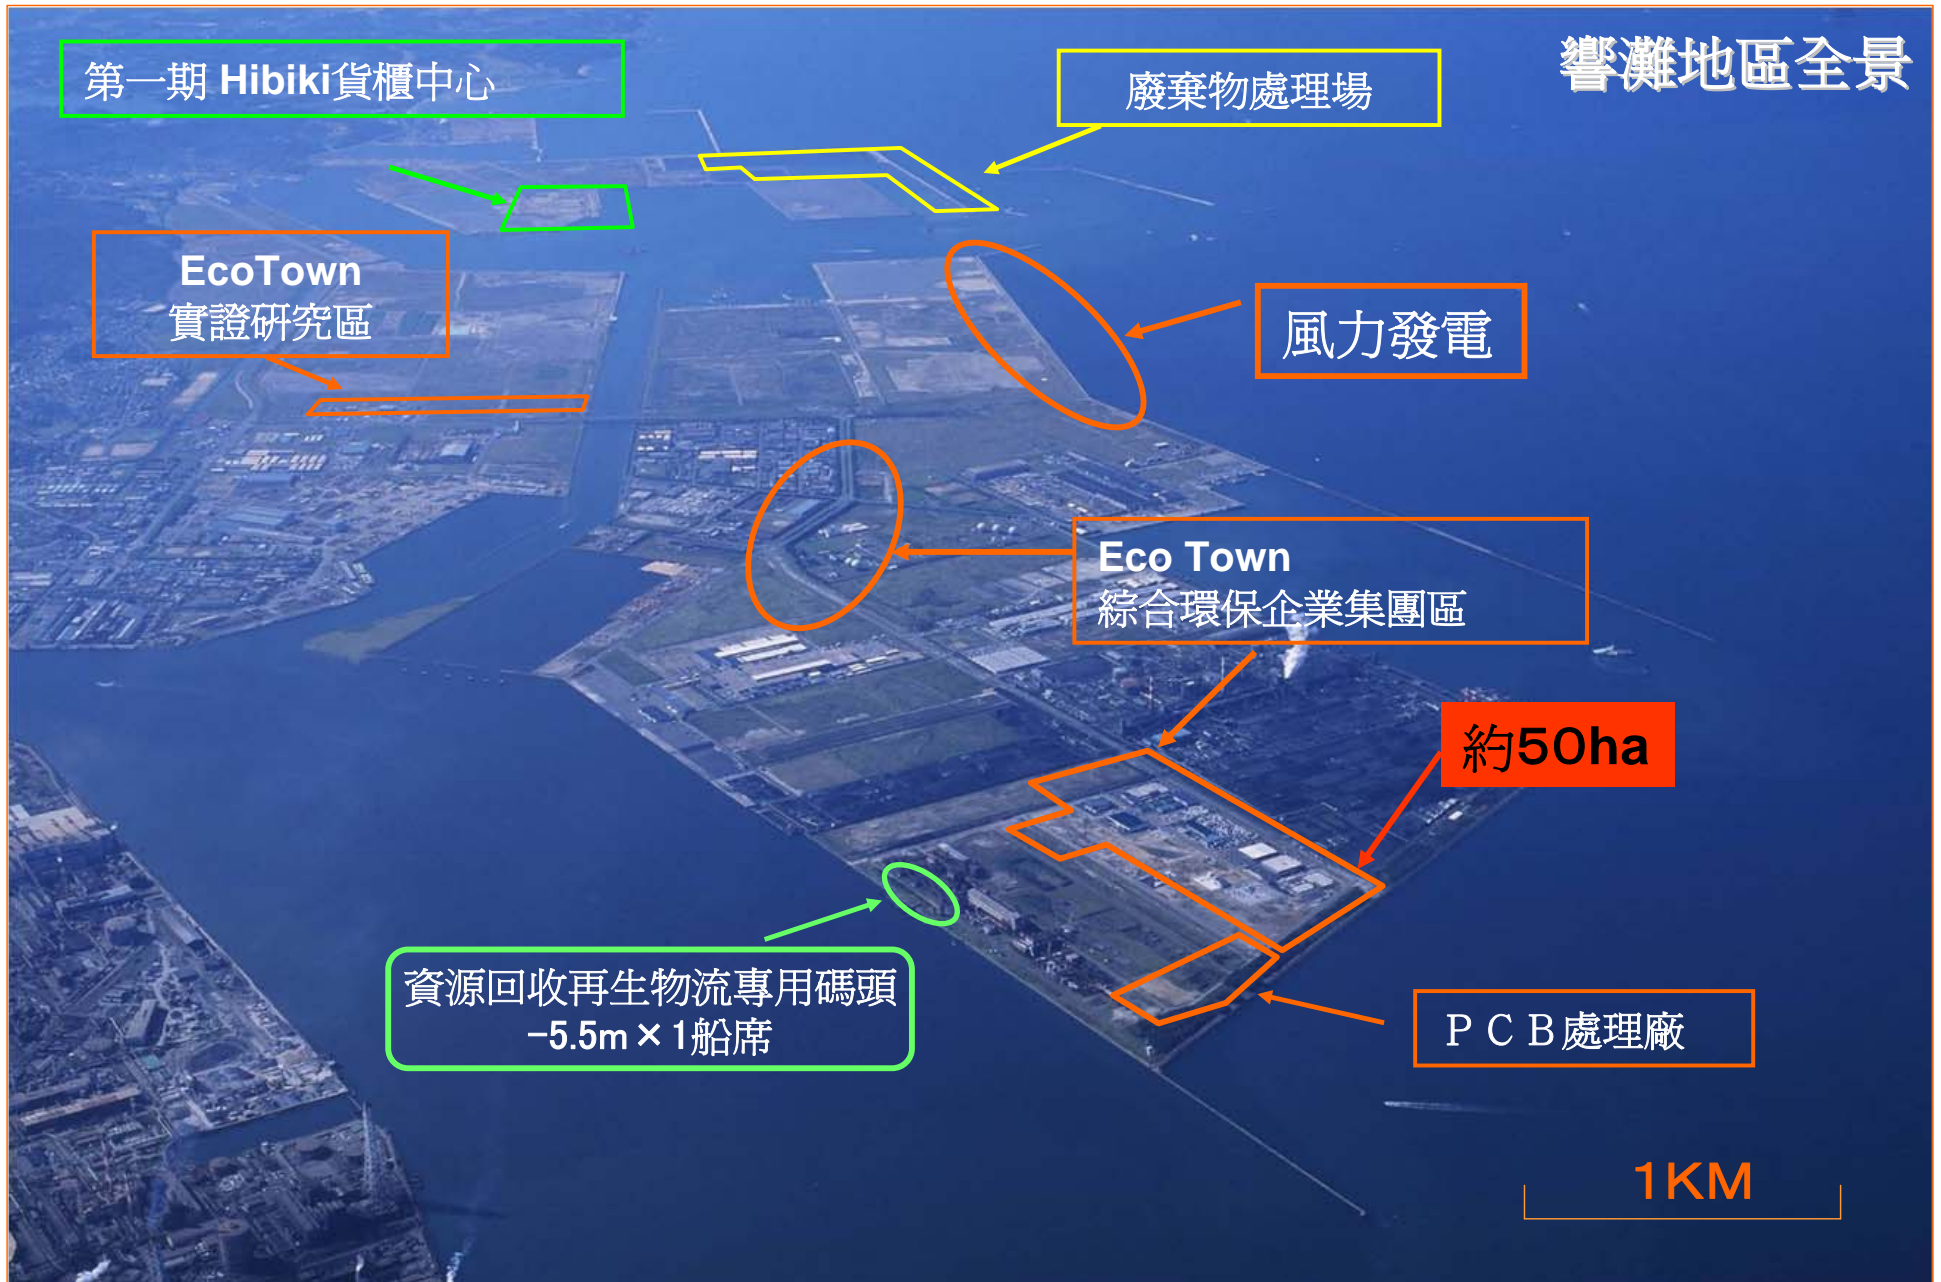 響灘地區全景
第一期 Hibiki貨櫃中心
廢棄物處理場
EcoTown
實證研究區
風力發電
Eco Town
綜合環保企業集團區
約50ha
資源回收再生物流專用碼頭
-5.5m×1船席
ＰＣＢ處理廠
1KM